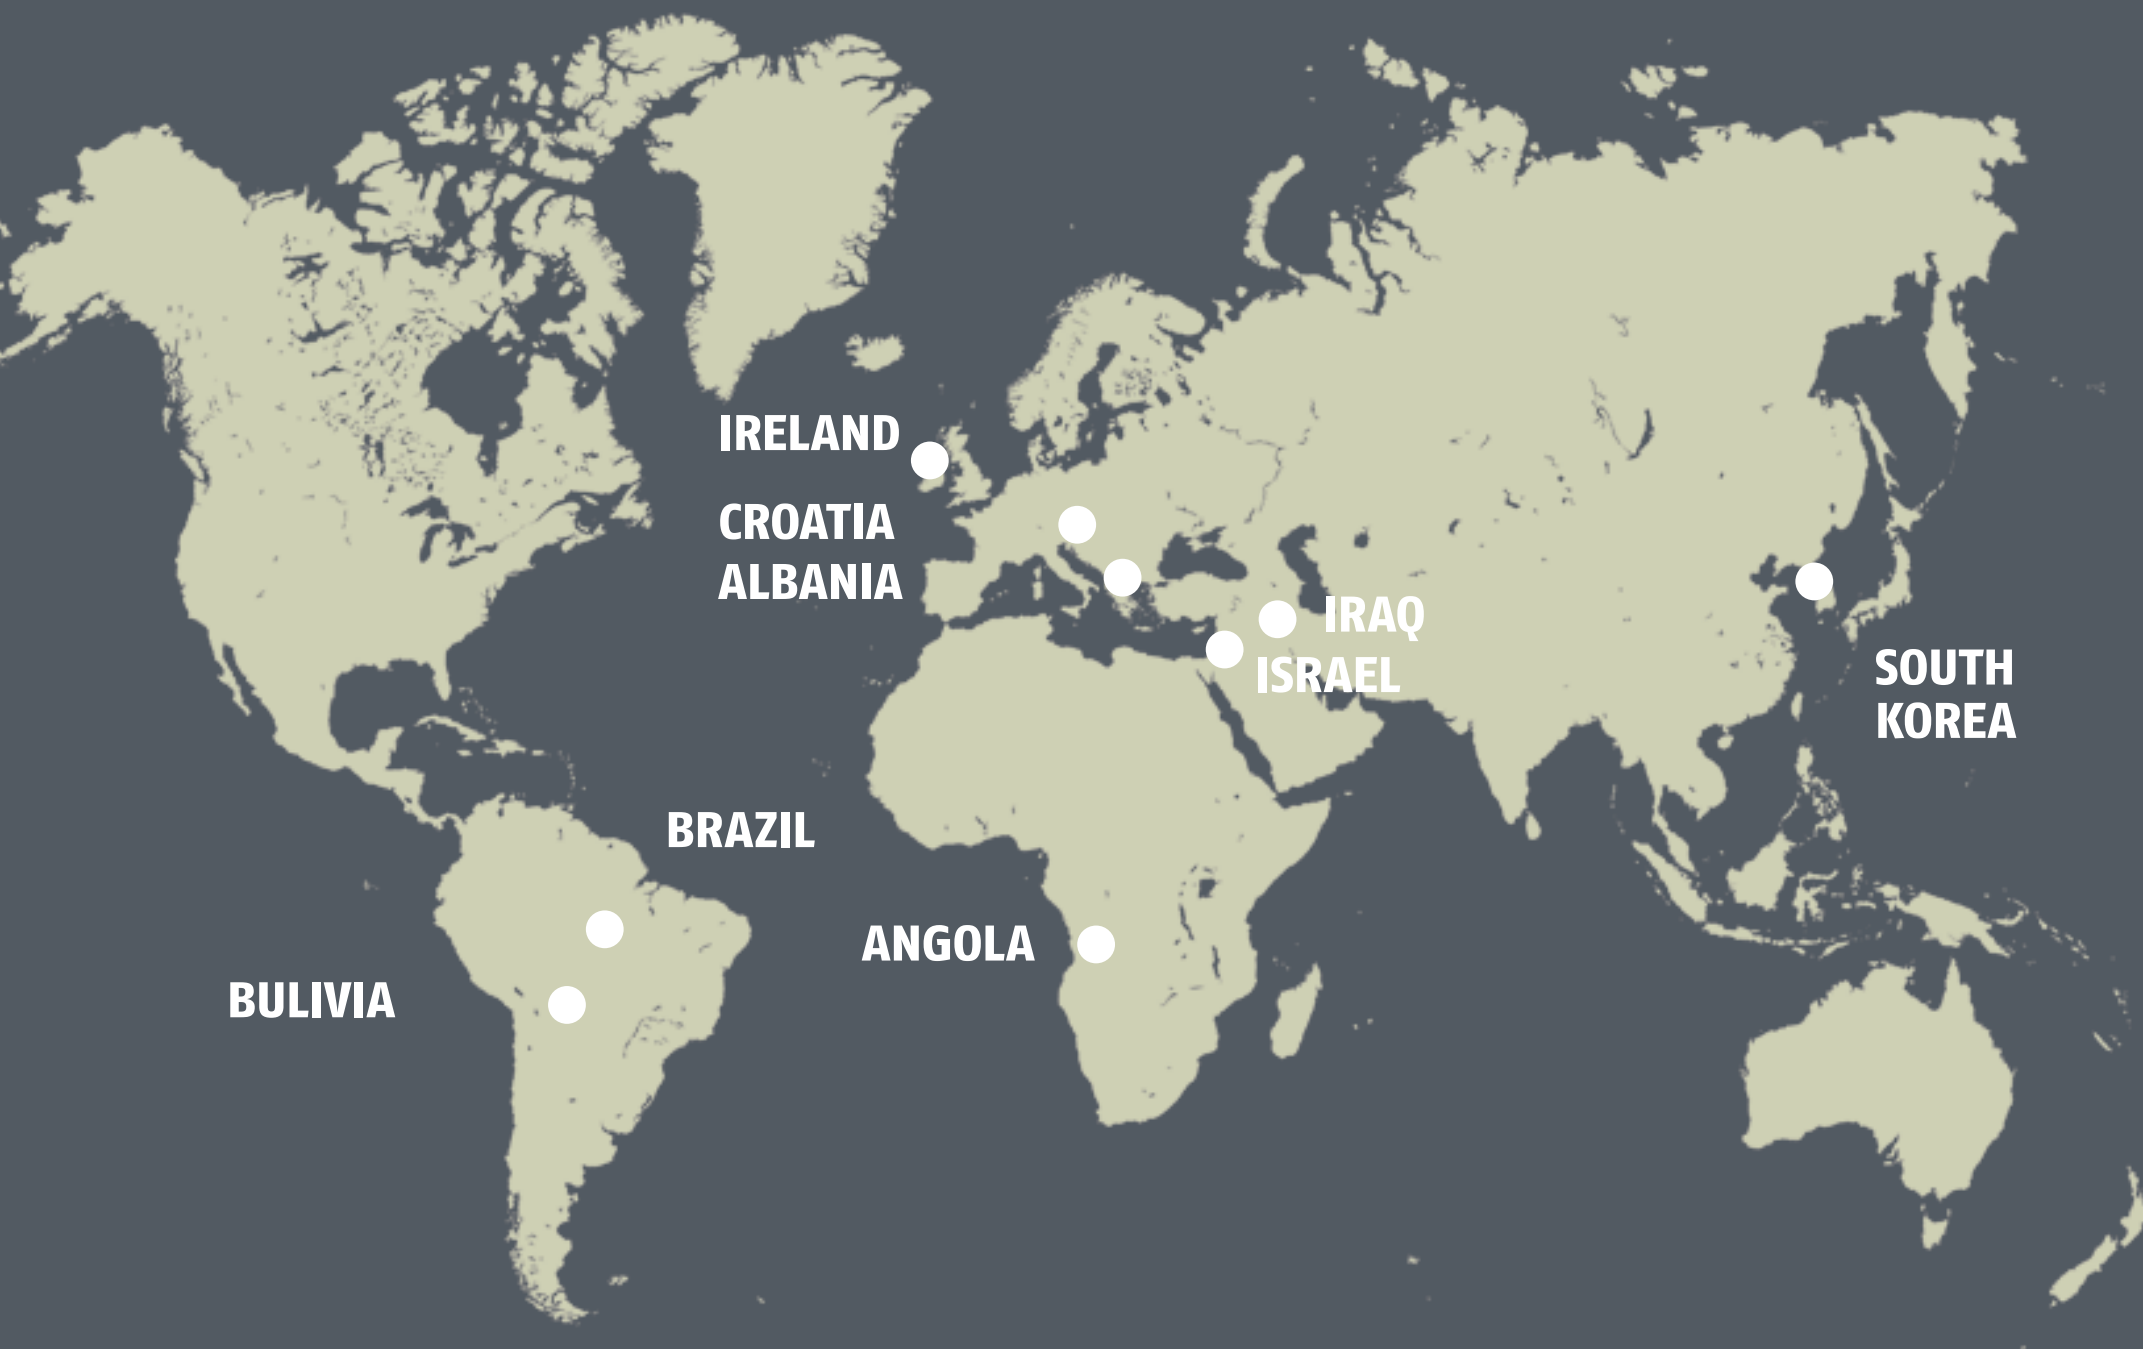 IRELAND
CROATIA
ALBANIA
IRAQ
ISRAEL
SOUTH
KOREA
BRAZIL
ANGOLA
BULIVIA